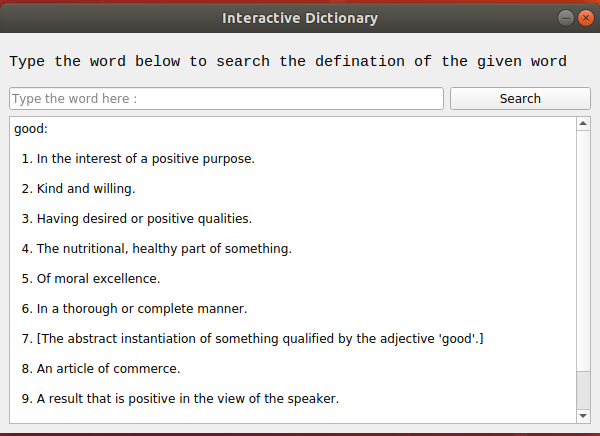 Interactive Dictionary
Type the word below to search the defination of the given word
Type the word here :
Search
good:
1. In the interest of a positive purpose.
2. Kind and willing.
3. Having desired or positive qualities.
4. The nutritional, healthy part of something.
5. Of moral excellence.
6. In a thorough or complete manner.
7. [The abstract instantiation of something qualified by the adjective 'good'.]
8. An article of commerce.
9. A result that is positive in the view of the speaker.